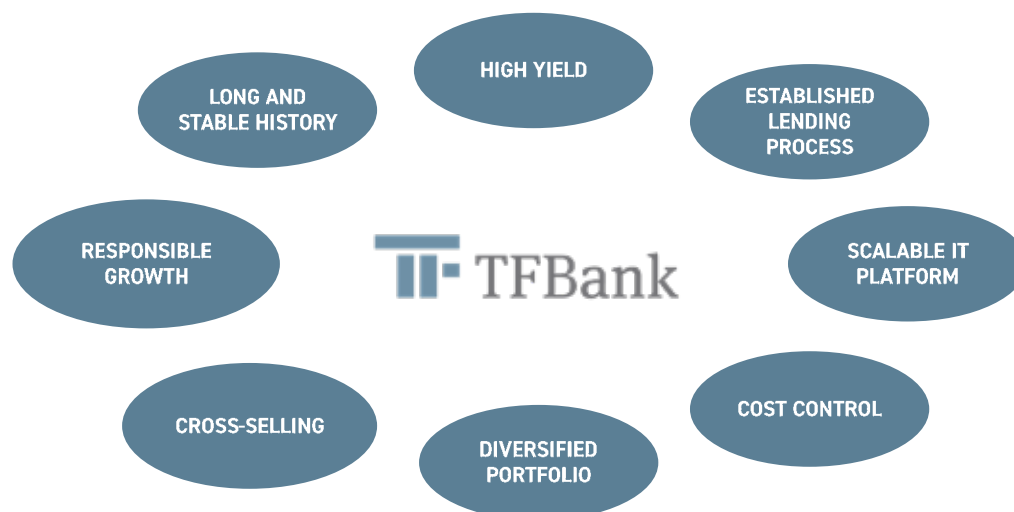 HIGH YIELD
LONG AND
STABLE HISTORY
ESTABLISHED
LENDING
PROCESS
RESPONSIBLE
GROWTH
TFBank
SCALABLE IT
PLATFORM
CROSS-SELLING
COST CONTROL
DIVERSIFIED
PORTFOLIO